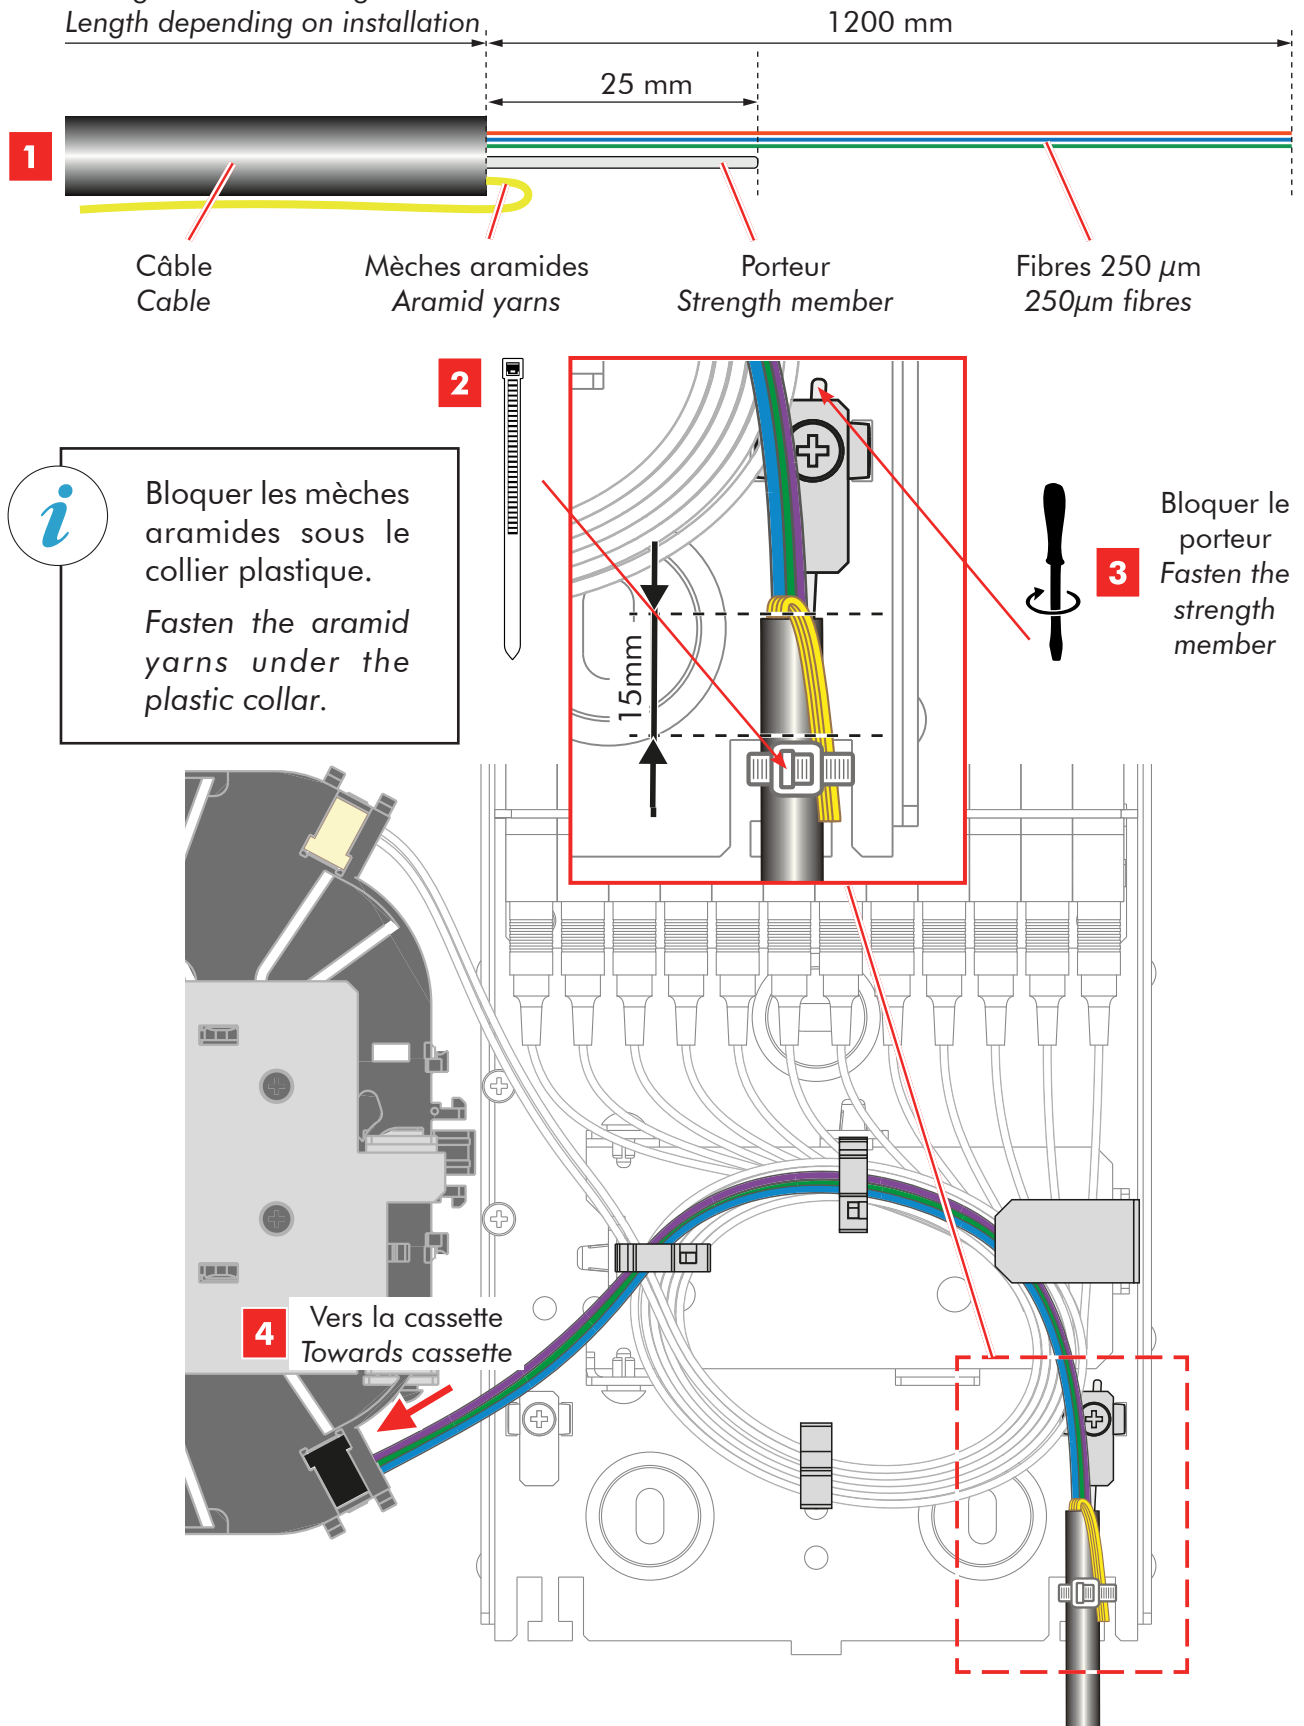 Length depending on installation
1200 mm
25 mm
1
Câble
Cable
Mèches aramides
Aramid yarns
Porteur
Strength member
Fibres 250 µm
250µm fibres
2
i
Bloquer les mèches
aramides sous le
collier plastique.
Fasten the aramid
yarns under the
plastic collar.
15mm
3
Bloquer le
porteur
Fasten the
strength
member
4
Vers la cassette
Towards cassette